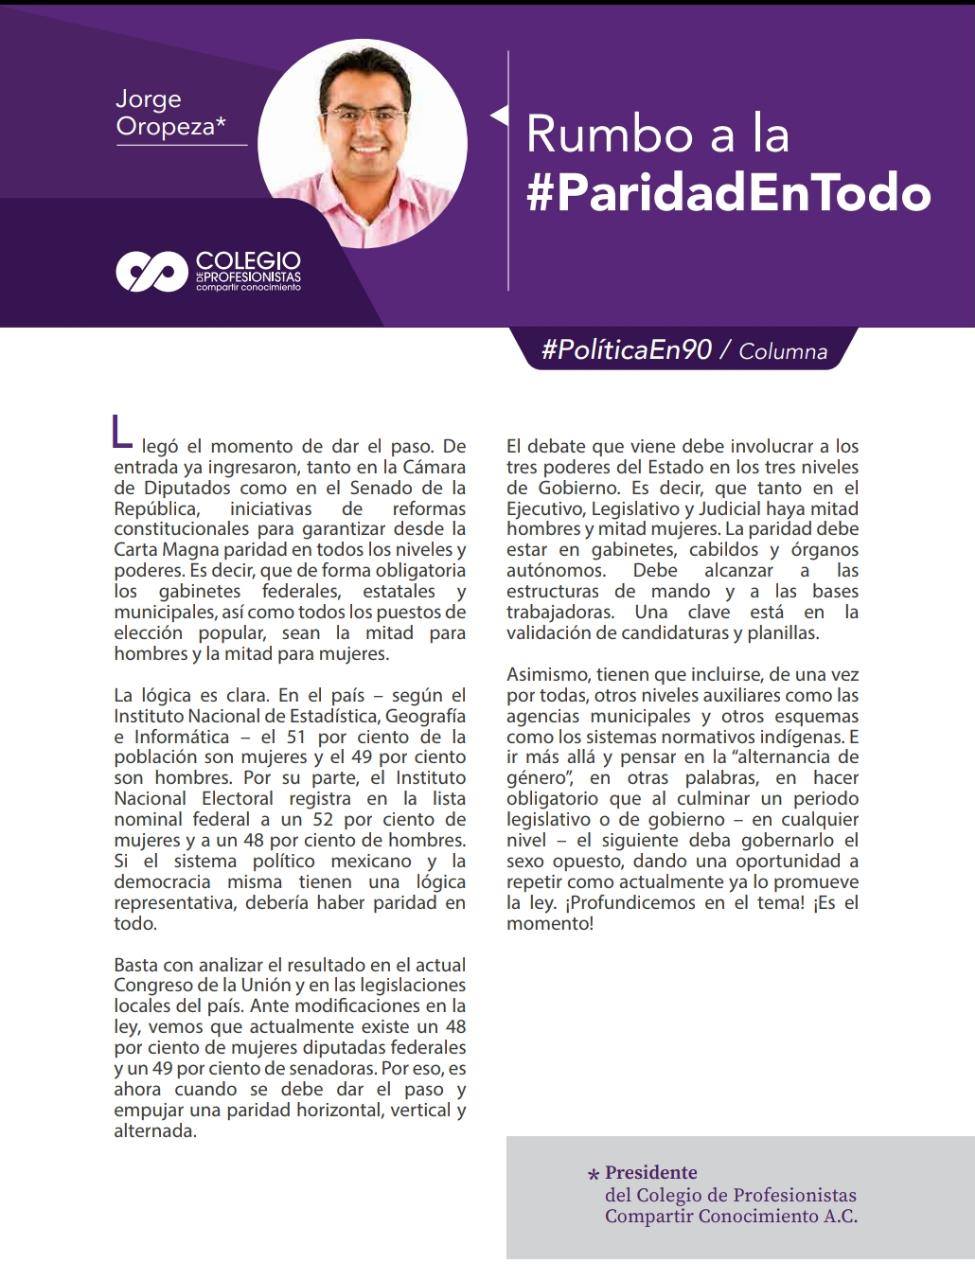 Jorge
Oropeza*
Rumbo a la
#ParidadEnTodo
COLEGIO
DE PROFESIONISTAS
compartir conocimiento
#PolíticaEn90 / Columna
Llegó el momento de dar el paso. De
entrada ya ingresaron, tanto en la Cámara
de Diputados como en el Senado de la
República, iniciativas de reformas
constitucionales para garantizar desde la
Carta Magna paridad en todos los niveles y
poderes. Es decir, que de forma obligatoria
los gabinetes federales, estatales y
municipales, así como todos los puestos de
elección popular, sean la mitad para
hombres y la mitad para mujeres.
La lógica es clara. En el país – según el
Instituto Nacional de Estadística, Geografía
e Informática – el 51 por ciento de la
población son mujeres y el 49 por ciento
son hombres. Por su parte, el Instituto
Nacional Electoral registra en la lista
nominal federal a un 52 por ciento de
mujeres y a un 48 por ciento de hombres.
Si el sistema político mexicano y la
democracia misma tienen una lógica
representativa, debería haber paridad en
todo.
Basta con analizar el resultado en el actual
Congreso de la Unión y en las legislaciones
locales del país. Ante modificaciones en la
ley, vemos que actualmente existe un 48
por ciento de mujeres diputadas federales
y un 49 por ciento de senadoras. Por eso, es
ahora cuando se debe dar el paso y
empujar una paridad horizontal, vertical y
alternada.
El debate que viene debe involucrar a los
tres poderes del Estado en los tres niveles
de Gobierno. Es decir, que tanto en el
Ejecutivo, Legislativo y Judicial haya mitad
hombres y mitad mujeres. La paridad debe
estar en gabinetes, cabildos y órganos
autónomos. Debe alcanzar a las
estructuras de mando y a las bases
trabajadoras. Una clave está en la
validación de candidaturas y planillas.
Asimismo, tienen que incluirse, de una vez
por todas, otros niveles auxiliares como las
agencias municipales y otros esquemas
como los sistemas normativos indígenas. E
ir más allá y pensar en la “alternancia de
género”, en otras palabras, en hacer
obligatorio que al culminar un periodo
legislativo o de gobierno – en cualquier
nivel – el siguiente deba gobernarlo el
sexo opuesto, dando una oportunidad a
repetir como actualmente ya lo promueve
la ley. ¡Profundicemos en el tema! ¡Es el
momento!
* Presidente
del Colegio de Profesionistas
Compartir Conocimiento A.C.